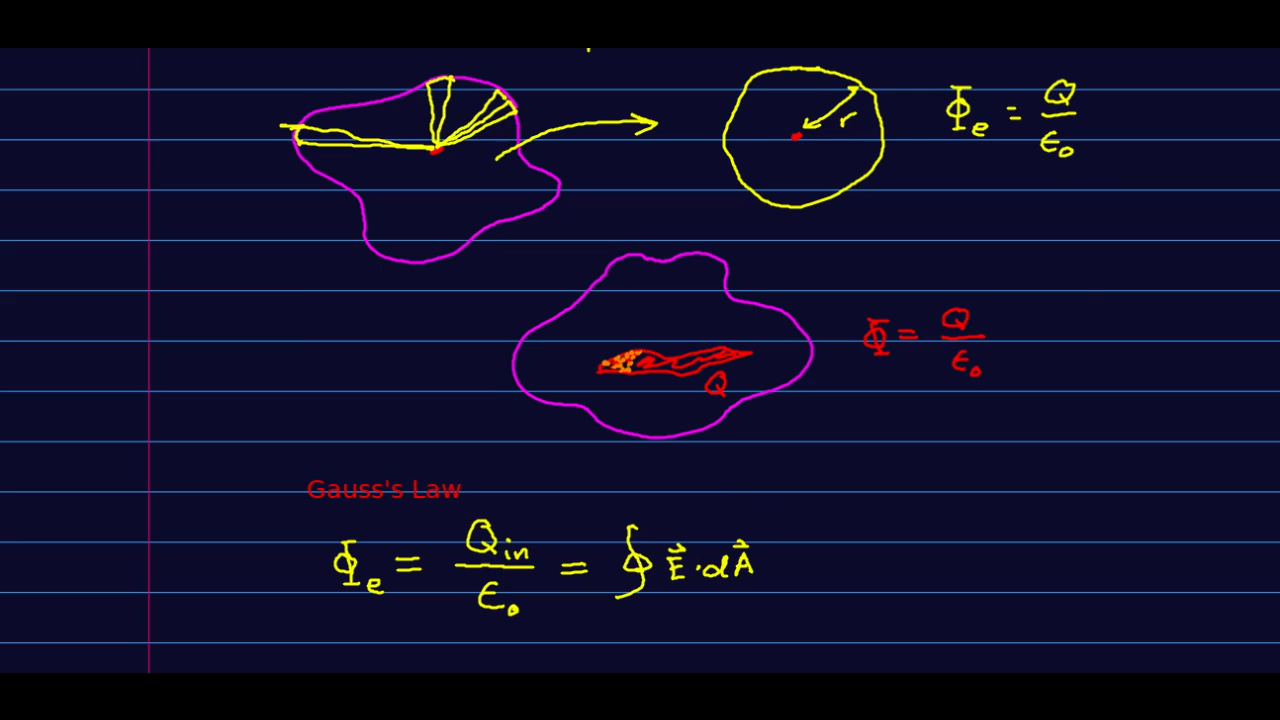 r
Φe = Q/ϵ0
Q
Φ = Q/ϵ0
Gauss's Law
Φe = Qin/ϵ0 = ∮ E⃗ · dA⃗